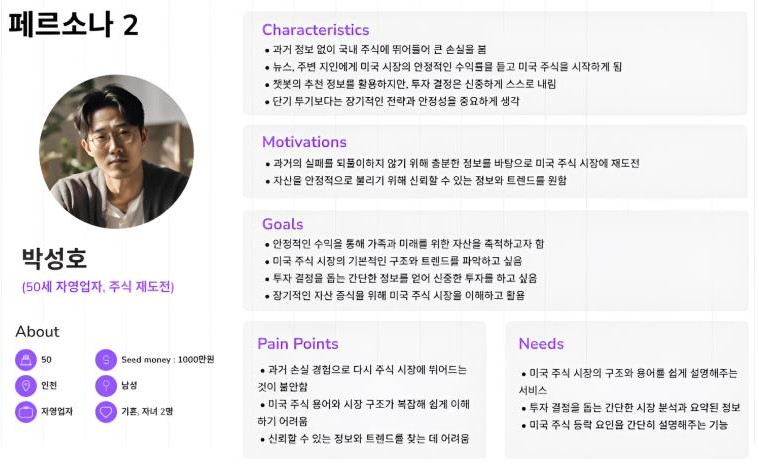 페르소나 2
박성호
(50세 자영업자, 주식 재도전)
About
50
Seed money : 1000만원
인천
남성
자영업자
기혼, 자녀 2명
Characteristics
• 과거 정보 없이 국내 주식에 뛰어들어 큰 손실을 봄
• 뉴스, 주변 지인에게 미국 시장의 안정적인 수익률을 듣고 미국 주식을 시작하게 됨
• 챗봇의 추천 정보를 활용하지만, 투자 결정은 신중하게 스스로 내림
• 단기 투기보다는 장기적인 전략과 안정성을 중요하게 생각
Motivations
• 과거의 실패를 되풀이하지 않기 위해 충분한 정보를 바탕으로 미국 주식 시장에 재도전
• 자산을 안정적으로 불리기 위해 신뢰할 수 있는 정보와 트렌드를 원함
Goals
• 안정적인 수익을 통해 가족과 미래를 위한 자산을 축적하고자 함
• 미국 주식 시장의 기본적인 구조와 트렌드를 파악하고 싶음
• 투자 결정을 돕는 간단한 정보를 얻어 신중한 투자를 하고 싶음
• 장기적인 자산 증식을 위해 미국 주식 시장을 이해하고 활용
Pain Points
• 과거 손실 경험으로 다시 주식 시장에 뛰어드는
것이 불안함
• 미국 주식 용어와 시장 구조가 복잡해 쉽게 이해
하기 어려움
• 신뢰할 수 있는 정보와 트렌드를 찾는 데 어려움
Needs
• 미국 주식 시장의 구조와 용어를 쉽게 설명해주는
서비스
• 투자 결정을 돕는 간단한 시장 분석과 요약된 정보
• 미국 주식 등락 요인을 간단히 설명해주는 기능